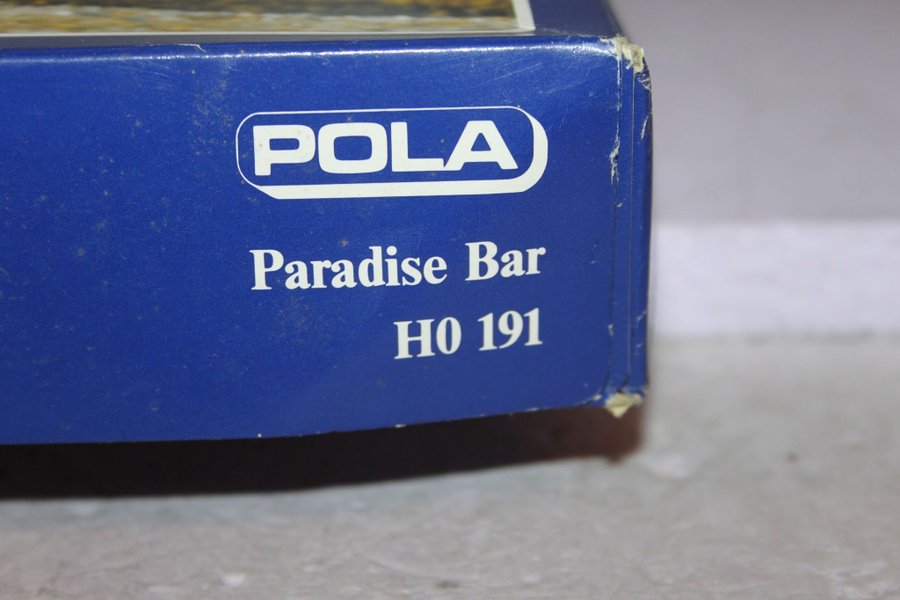 POLA
Paradise Bar
H0 191